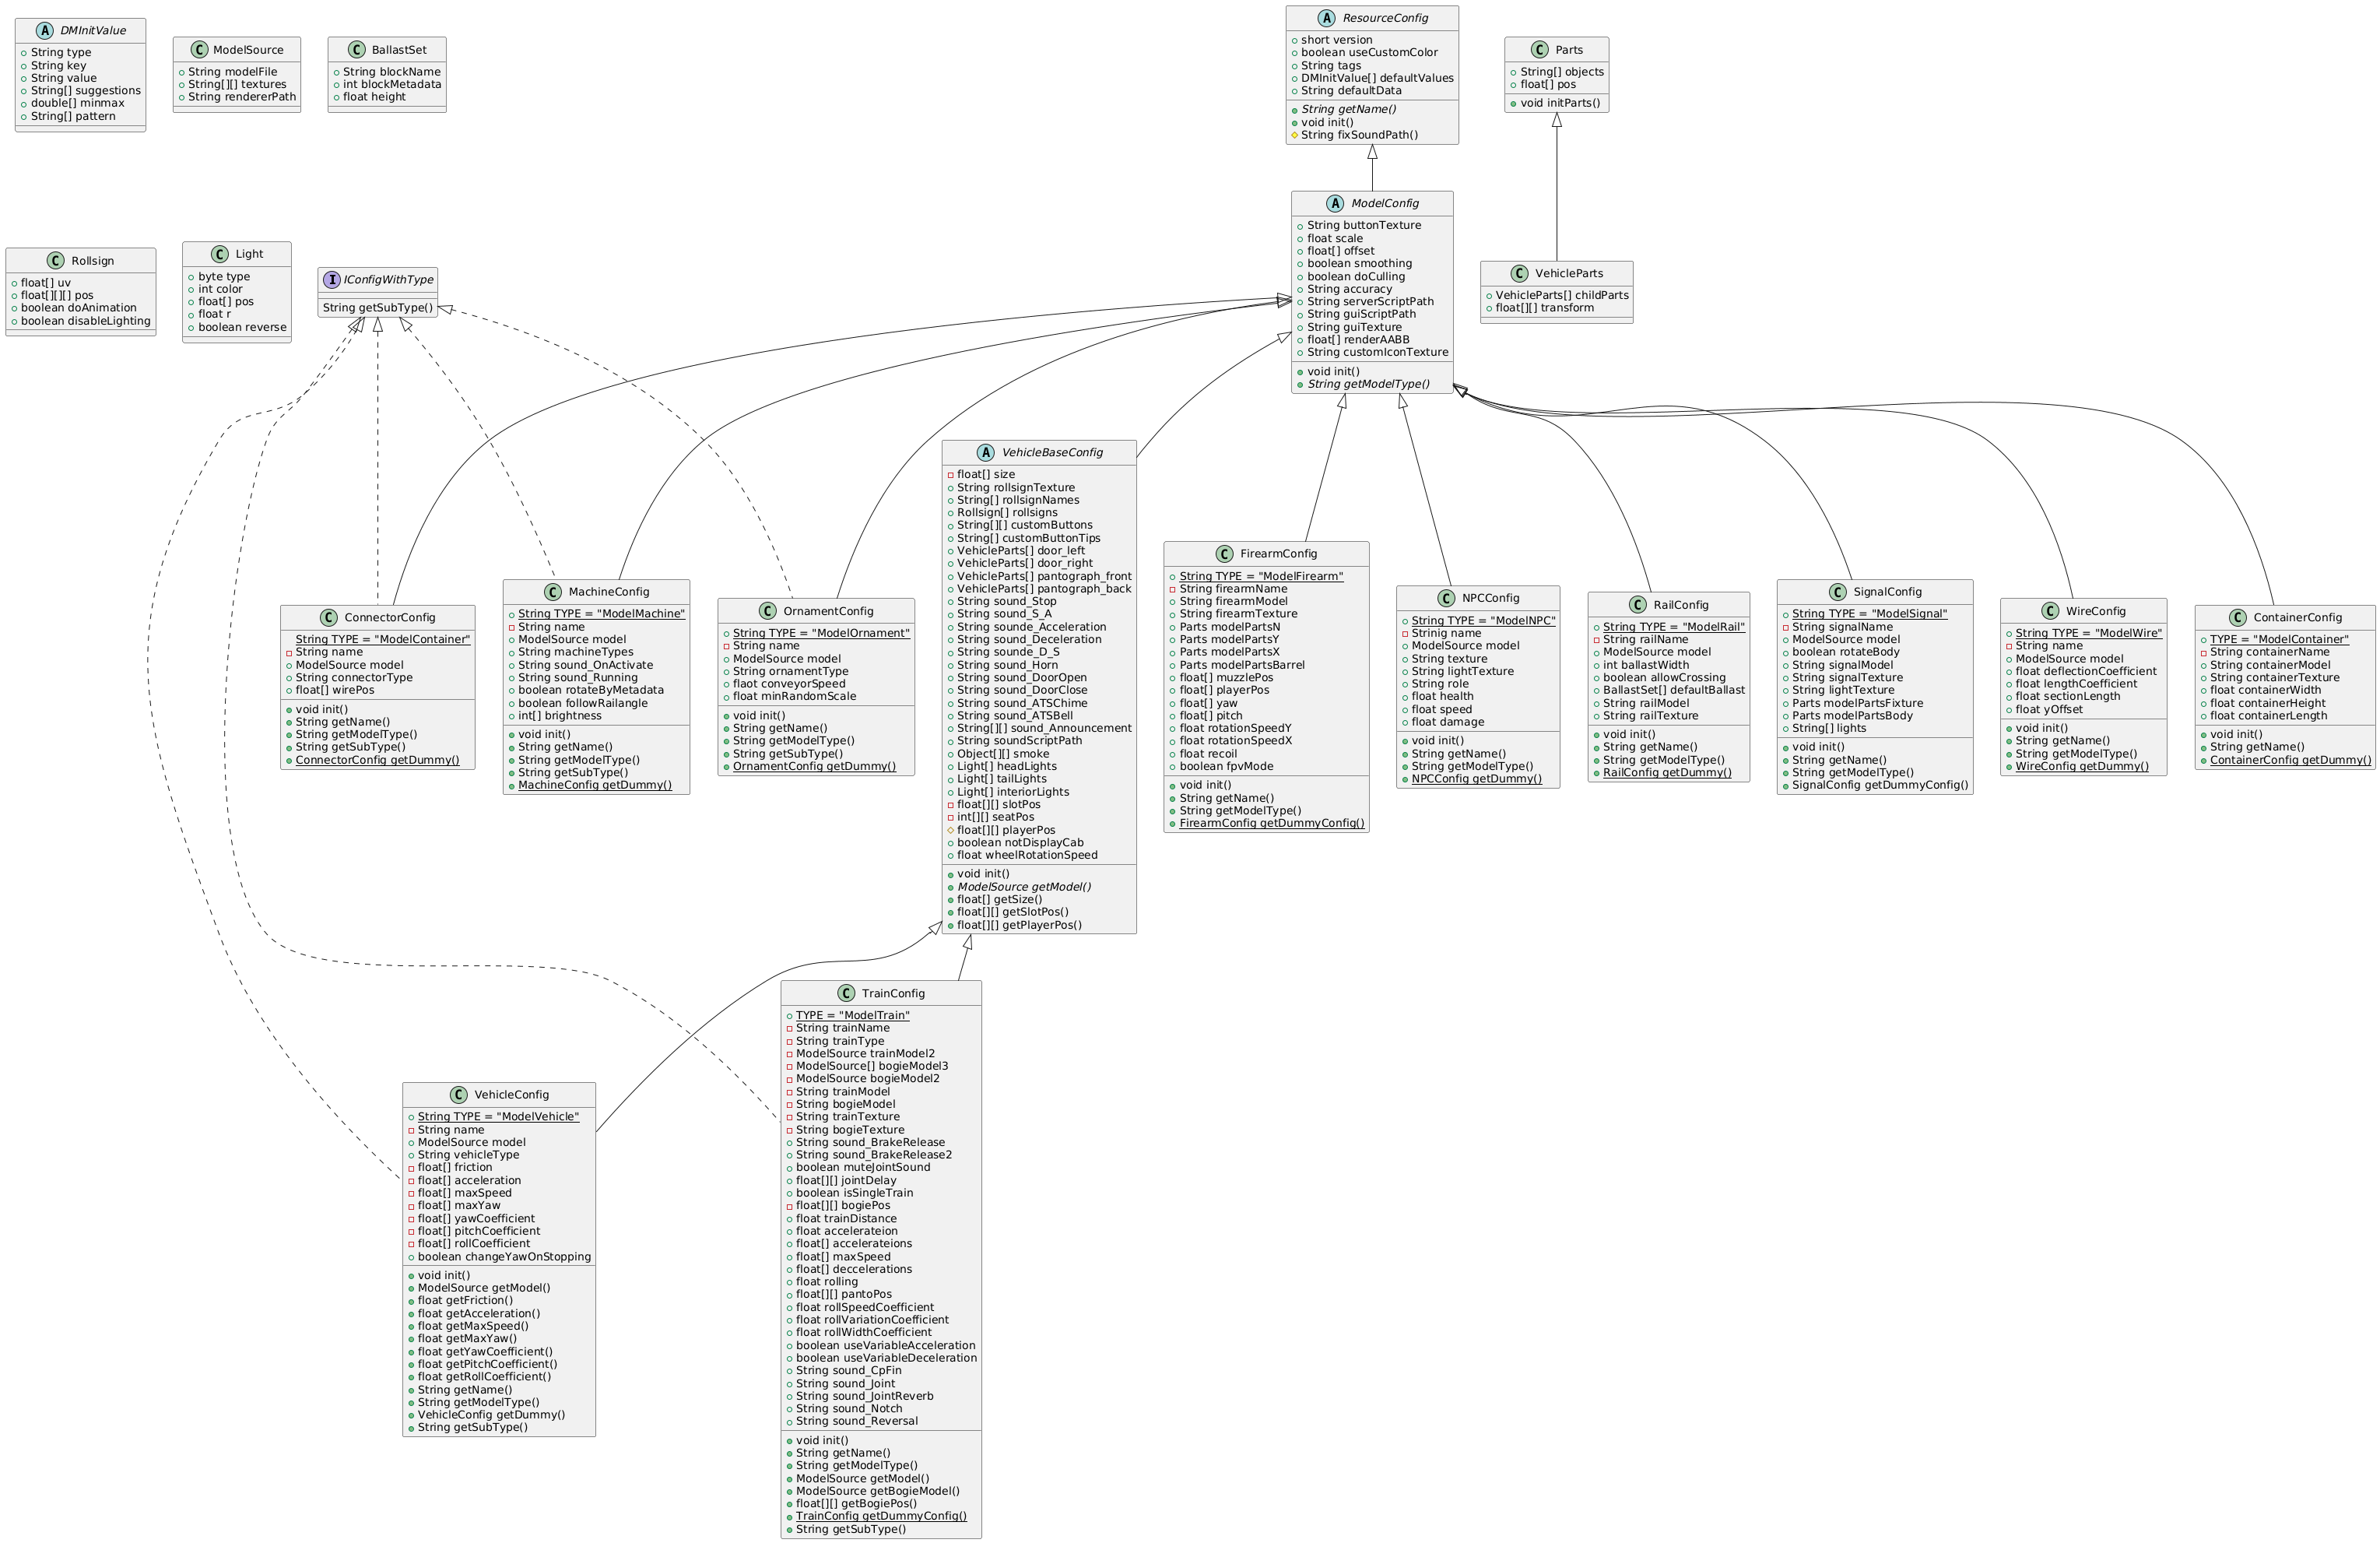 A DMInitValue
String type
String key
String value
String[] suggestions
double[] minmax
String[] pattern
C ModelSource
String modelFile
String[][] textures
String rendererPath
C BallastSet
String blockName
int blockMetadata
float height
A ResourceConfig
short version
boolean useCustomColor
String tags
DMInitValue[] defaultValues
String defaultData
String getName()
void init()
String fixSoundPath()
C Parts
String[] objects
float[] pos
void initParts()
C Rollsign
float[] uv
float[][][] pos
boolean doAnimation
boolean disableLighting
C Light
byte type
int color
float[] pos
float r
boolean reverse
I IConfigWithType
String getSubType()
A ModelConfig
String buttonTexture
float scale
float[] offset
boolean smoothing
boolean doCulling
String accuracy
String serverScriptPath
String guiScriptPath
String guiTexture
float[] renderAABB
String customIconTexture
void init()
String getModelType()
C VehicleParts
VehicleParts[] childParts
float[][] transform
C ConnectorConfig
String TYPE = "ModelContainer"
String name
ModelSource model
String connectorType
float[] wirePos
void init()
String getName()
String getModelType()
String getSubType()
ConnectorConfig getDummy()
C MachineConfig
String TYPE = "ModelMachine"
String name
ModelSource model
String machineTypes
String sound_OnActivate
String sound_Running
boolean rotateByMetadata
boolean followRailangle
int[] brightness
void init()
String getName()
String getModelType()
String getSubType()
MachineConfig getDummy()
C OrnamentConfig
String TYPE = "ModelOrnament"
String name
ModelSource model
String ornamentType
flaot conveyorSpeed
float minRandomScale
void init()
String getName()
String getModelType()
String getSubType()
OrnamentConfig getDummy()
A VehicleBaseConfig
float[] size
String rollsignTexture
String[] rollsignNames
Rollsign[] rollsigns
String[][] customButtons
String[] customButtonTips
VehicleParts[] door_left
VehicleParts[] door_right
VehicleParts[] pantograph_front
VehicleParts[] pantograph_back
String sound_Stop
String sound_S_A
String sounde_Acceleration
String sound_Deceleration
String sounde_D_S
String sound_Horn
String sound_DoorOpen
String sound_DoorClose
String sound_ATSChime
String sound_ATSBell
String[][] sound_Announcement
String soundScriptPath
Object[][] smoke
Light[] headLights
Light[] tailLights
Light[] interiorLights
float[][] slotPos
int[][] seatPos
float[][] playerPos
boolean notDisplayCab
float wheelRotationSpeed
void init()
ModelSource getModel()
float[] getSize()
float[][] getSlotPos()
float[][] getPlayerPos()
C FirearmConfig
String TYPE = "ModelFirearm"
String firearmName
String firearmModel
String firearmTexture
Parts modelPartsN
Parts modelPartsY
Parts modelPartsX
Parts modelPartsBarrel
float[] muzzlePos
float[] playerPos
float[] yaw
float[] pitch
float rotationSpeedY
float rotationSpeedX
float recoil
boolean fpvMode
void init()
String getName()
String getModelType()
FirearmConfig getDummyConfig()
C NPCConfig
String TYPE = "ModelNPC"
Strinig name
ModelSource model
String texture
String lightTexture
String role
float health
float speed
float damage
void init()
String getName()
String getModelType()
NPCConfig getDummy()
C RailConfig
String TYPE = "ModelRail"
String railName
ModelSource model
int ballastWidth
boolean allowCrossing
BallastSet[] defaultBallast
String railModel
String railTexture
void init()
String getName()
String getModelType()
RailConfig getDummy()
C SignalConfig
String TYPE = "ModelSignal"
String signalName
ModelSource model
boolean rotateBody
String signalModel
String signalTexture
String lightTexture
Parts modelPartsFixture
Parts modelPartsBody
String[] lights
void init()
String getName()
String getModelType()
SignalConfig getDummyConfig()
C WireConfig
String TYPE = "ModelWire"
String name
ModelSource model
float deflectionCoefficient
float lengthCoefficient
float sectionLength
float yOffset
void init()
String getName()
String getModelType()
WireConfig getDummy()
C ContainerConfig
TYPE = "ModelContainer"
String containerName
String containerModel
String containerTexture
float containerWidth
float containerHeight
float containerLength
void init()
String getName()
ContainerConfig getDummy()
C VehicleConfig
String TYPE = "ModelVehicle"
String name
ModelSource model
String vehicleType
float[] friction
float[] acceleration
float[] maxSpeed
float[] maxYaw
float[] yawCoefficient
float[] pitchCoefficient
float[] rollCoefficient
boolean changeYawOnStopping
void init()
ModelSource getModel()
float getFriction()
float getAcceleration()
float getMaxSpeed()
float getMaxYaw()
float getYawCoefficient()
float getPitchCoefficient()
float getRollCoefficient()
String getName()
String getModelType()
VehicleConfig getDummy()
String getSubType()
C TrainConfig
TYPE = "ModelTrain"
String trainName
String trainType
ModelSource trainModel2
ModelSource[] bogieModel3
ModelSource bogieModel2
String trainModel
String bogieModel
String trainTexture
String bogieTexture
String sound_BrakeRelease
String sound_BrakeRelease2
boolean muteJointSound
float[][] jointDelay
boolean isSingleTrain
float[][] bogiePos
float trainDistance
float accelerateion
float[] accelerateions
float[] maxSpeed
float[] deccelerations
float rolling
float[][] pantoPos
float rollSpeedCoefficient
float rollVariationCoefficient
float rollWidthCoefficient
boolean useVariableAcceleration
boolean useVariableDeceleration
String sound_CpFin
String sound_Joint
String sound_JointReverb
String sound_Notch
String sound_Reversal
void init()
String getName()
String getModelType()
ModelSource getModel()
ModelSource getBogieModel()
float[][] getBogiePos()
TrainConfig getDummyConfig()
String getSubType()